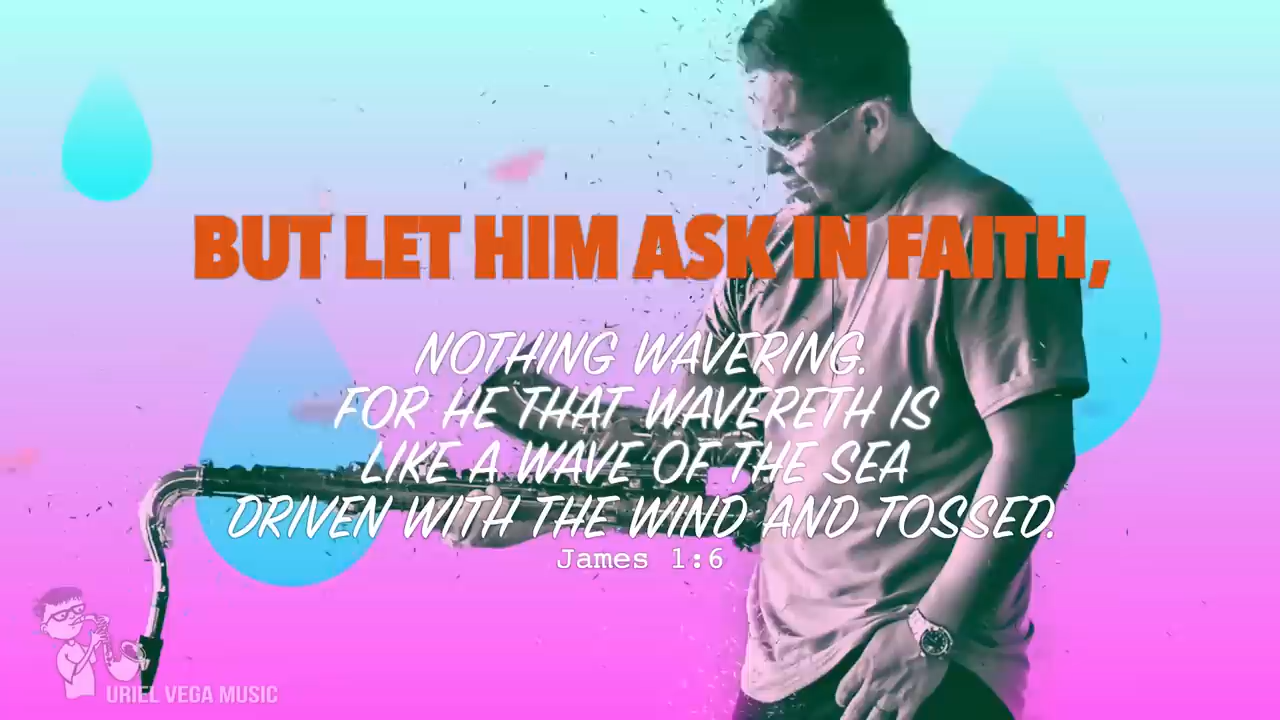 BUT LET HIM ASK IN FAITH,
NOTHING WAVERING.
FOR HE THAT WAVERETH IS
LIKE A WAVE OF THE SEA
DRIVEN WITH THE WIND AND TOSSED.
James 1:6
URIEL VEGA MUSIC